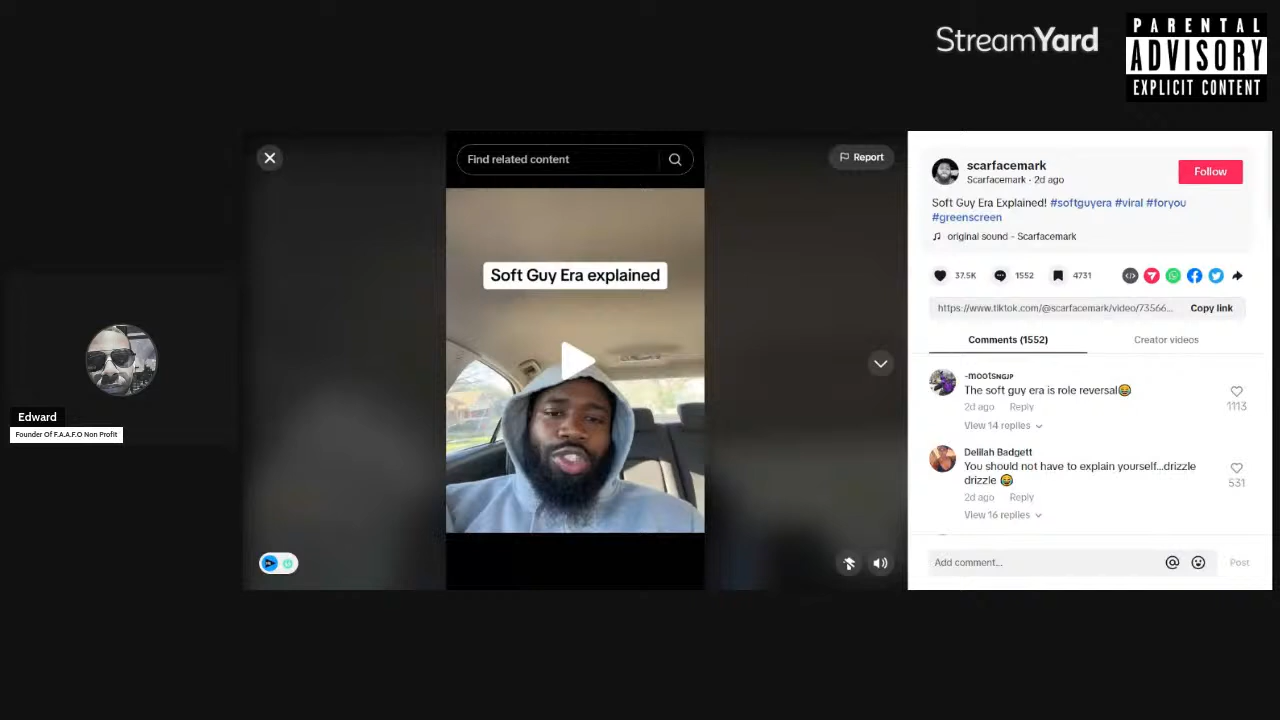 StreamYard
PARENTAL
ADVISORY
EXPLICIT CONTENT
Find related content
Report
Soft Guy Era explained
Edward
Founder Of F.A.A.F.O Non Profit
scarfacemark
Scarfacemark · 2d ago
Follow
Soft Guy Era Explained! #softguyera #viral #foryou
#greenscreen
original sound - Scarfacemark
37.5K
1552
4731
https://www.tiktok.com/@scarfacemark/video/73566...
Copy link
Comments (1552)
Creator videos
-mootsɴɢᴊᴘ
The soft guy era is role reversal😂
1113
2d ago Reply
View 14 replies
Delilah Badgett
You should not have to explain yourself...drizzle
drizzle 😂
531
2d ago Reply
View 16 replies
Add comment...
Post